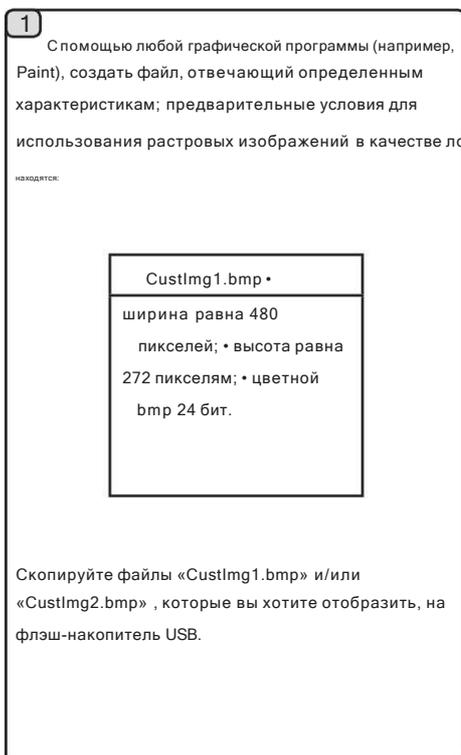 1
С помощью любой графической программы (например,
Paint), создать файл, отвечающий определенным
характеристикам; предварительные условия для
использования растровых изображений в качестве ло
находятся:
CustImg1.bmp •
ширина равна 480
пикселей; • высота равна
272 пикселям; • цветной
bmp 24 бит.
Скопируйте файлы «CustImg1.bmp» и/или
«CustImg2.bmp» , которые вы хотите отобразить, на
флэш-накопитель USB.